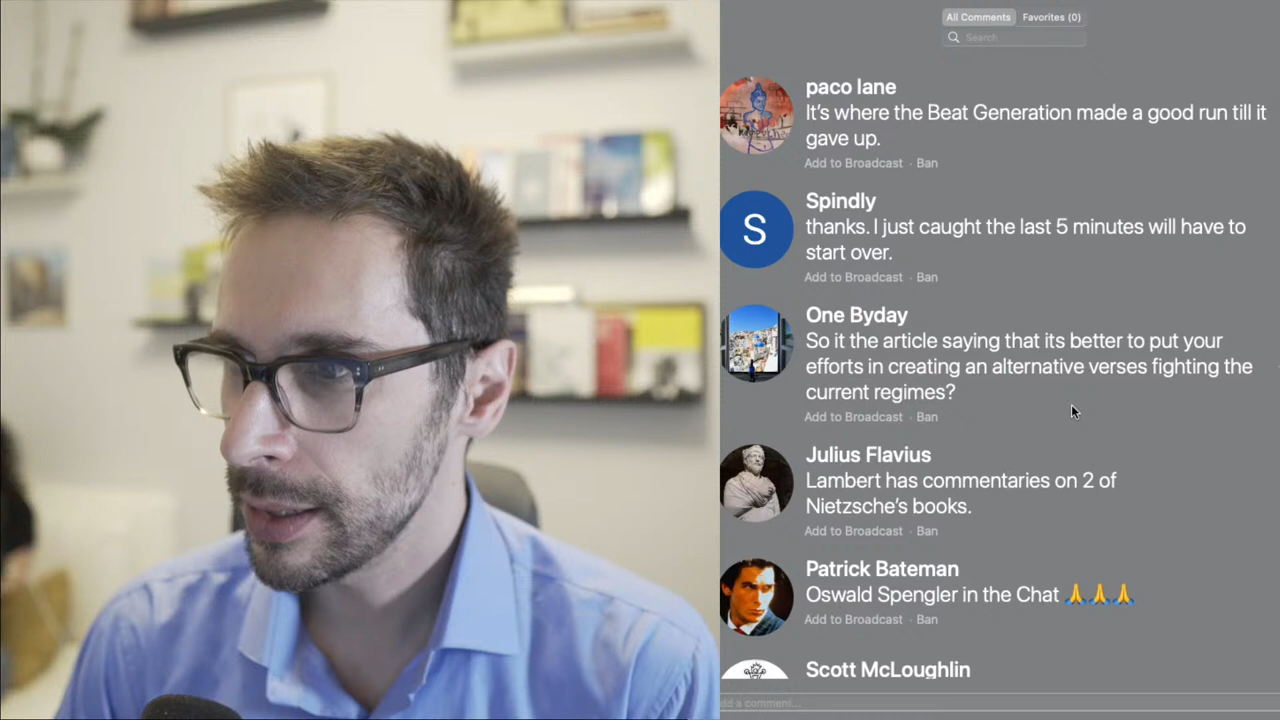 All Comments
Favorites (0)
Search
paco lane
It's where the Beat Generation made a good run till it
gave up.
Add to Broadcast · Ban
S
Spindly
thanks. I just caught the last 5 minutes will have to
start over.
Add to Broadcast · Ban
One Byday
So it the article saying that its better to put your
efforts in creating an alternative verses fighting the
current regimes?
Add to Broadcast · Ban
Julius Flavius
Lambert has commentaries on 2 of
Nietzsche's books.
Add to Broadcast · Ban
Patrick Bateman
Oswald Spengler in the Chat 🙏🙏🙏
Add to Broadcast · Ban
Scott McLoughlin
a comment...